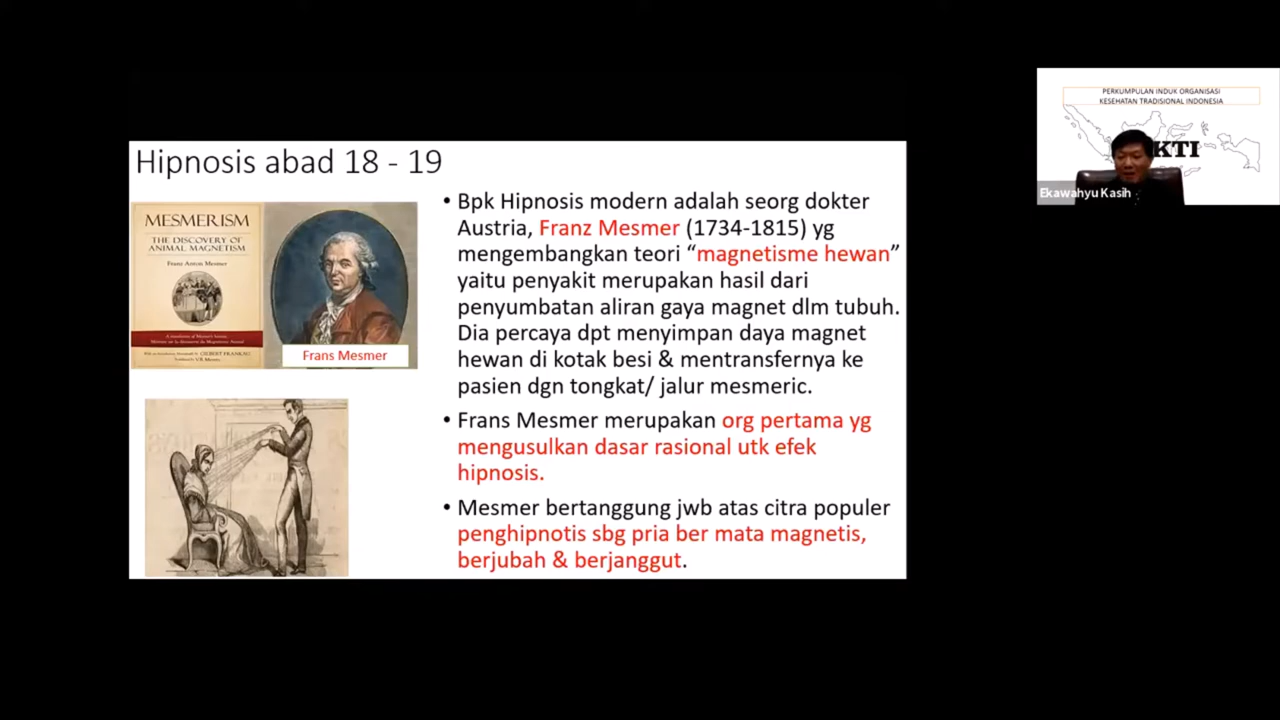 Hipnosis abad 18 - 19
MESMERISM
THE DISCOVERY OF
ANIMAL MAGNETISM
Franz Anton Mesmer
Frans Mesmer
• Bpk Hipnosis modern adalah seorg dokter
Austria, Franz Mesmer (1734-1815) yg
mengembangkan teori “magnetisme hewan”
yaitu penyakit merupakan hasil dari
penyumbatan aliran gaya magnet dlm tubuh.
Dia percaya dpt menyimpan daya magnet
hewan di kotak besi & mentransfernya ke
pasien dgn tongkat/ jalur mesmeric.
• Frans Mesmer merupakan org pertama yg
mengusulkan dasar rasional utk efek
hipnosis.
• Mesmer bertanggung jwb atas citra populer
penghipnotis sbg pria ber mata magnetis,
berjubah & berjanggut.
PERKUMPULAN INDUK ORGANISASI
KESEHATAN TRADISIONAL INDONESIA
KTI
Ekawahyu Kasih